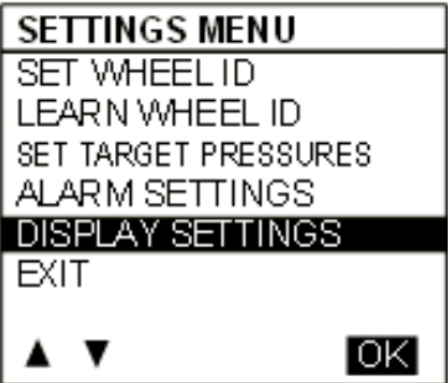 SETTINGS MENU
SET WHEEL ID
LEARN WHEEL ID
SET TARGET PRESSURES
ALARM SETTINGS
DISPLAY SETTINGS
EXIT
▲ ▼ OK